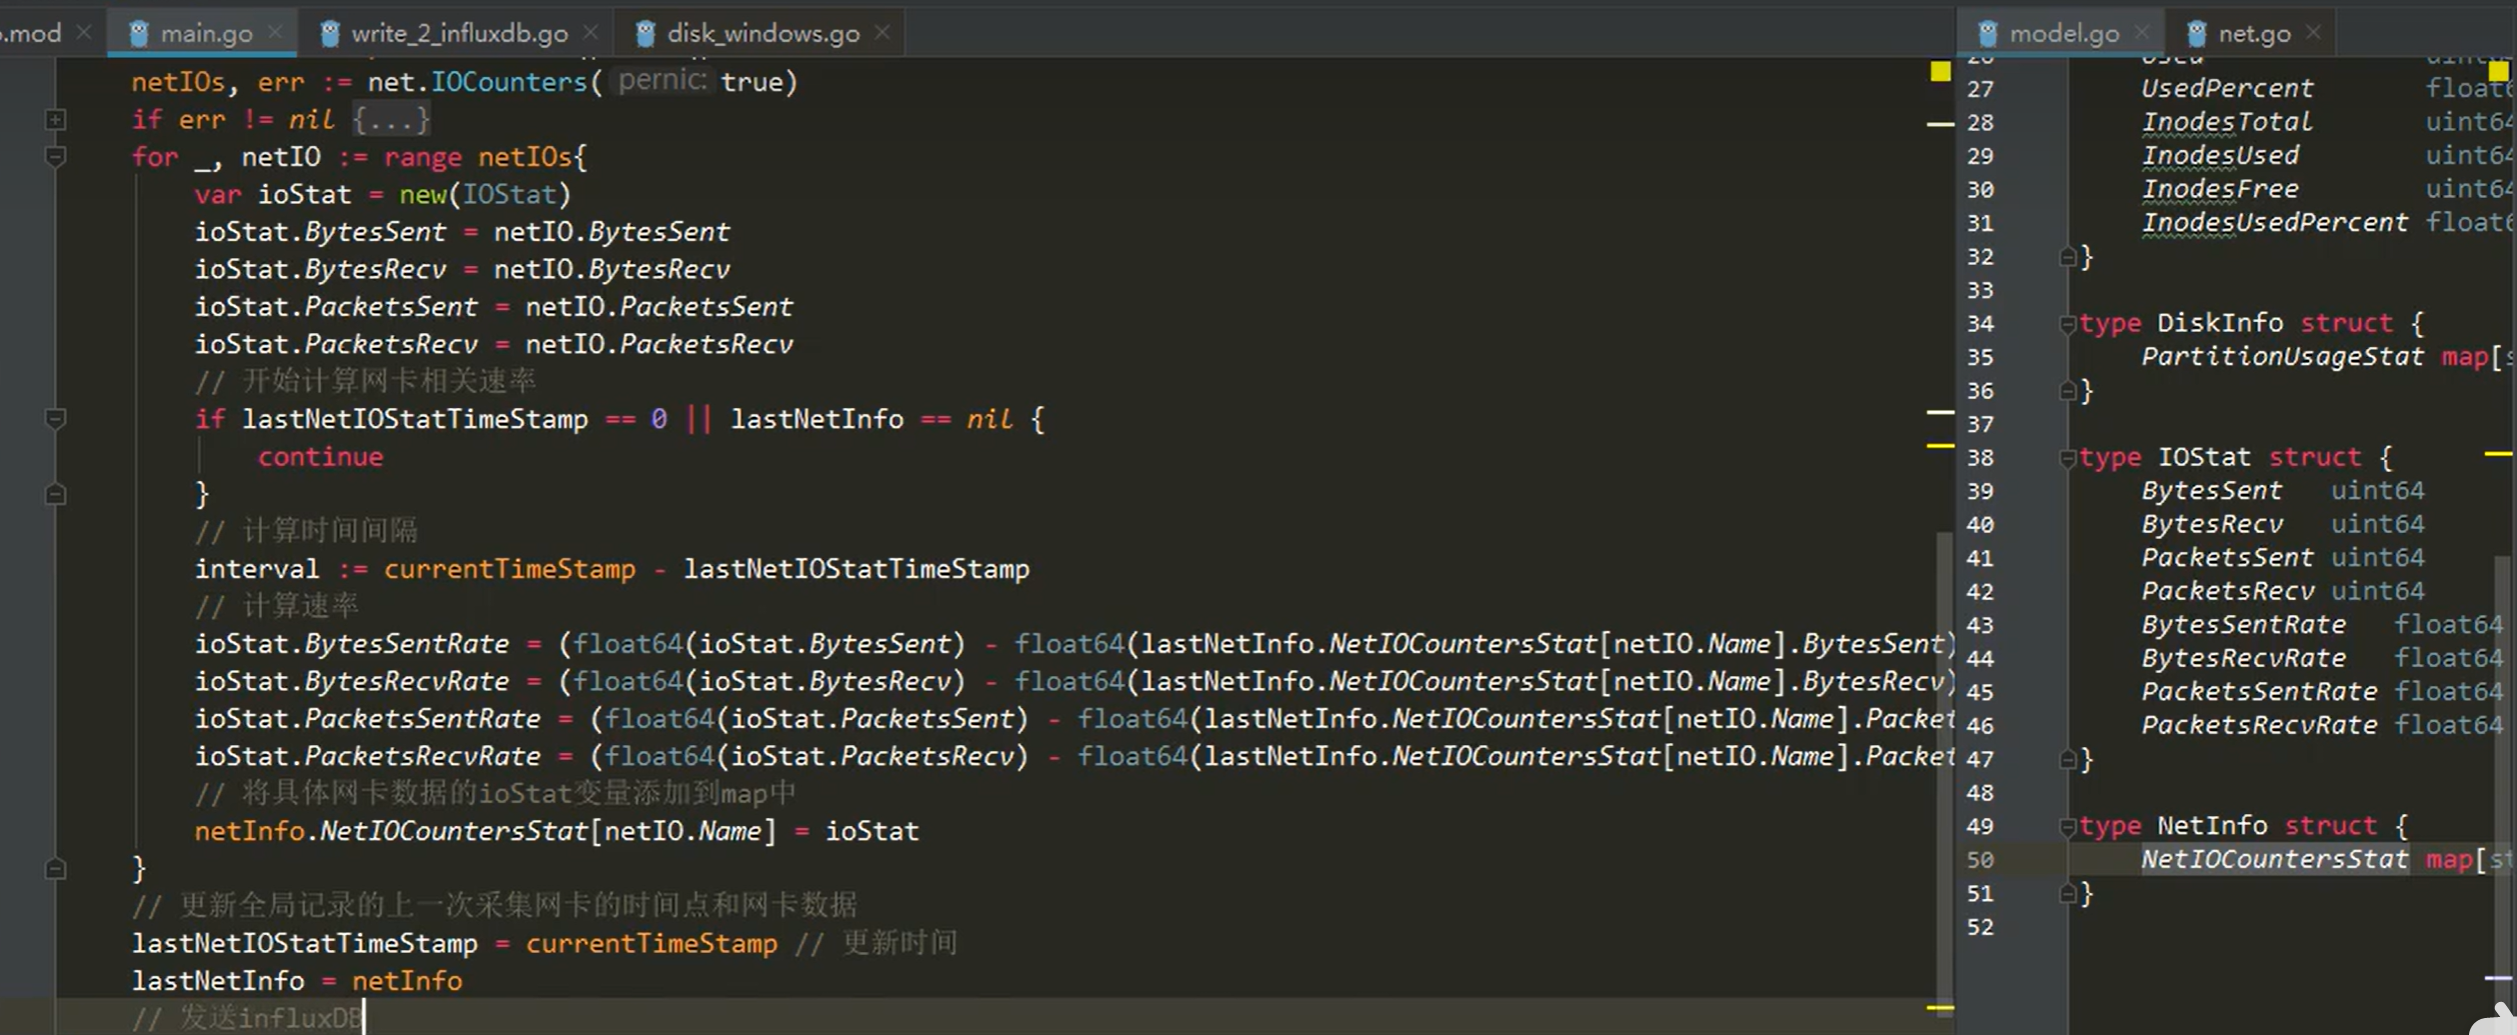 .mod
main.go
write_2_influxdb.go
disk_windows.go
netIOs, err := net.IOCounters( pernic: true)
if err != nil {...}
for _, netIO := range netIOs{
var ioStat = new(IOStat)
ioStat.BytesSent = netIO.BytesSent
ioStat.BytesRecv = netIO.BytesRecv
ioStat.PacketsSent = netIO.PacketsSent
ioStat.PacketsRecv = netIO.PacketsRecv
// 开始计算网卡相关速率
if lastNetIOStatTimeStamp == 0 || lastNetInfo == nil {
continue
}
// 计算时间间隔
interval := currentTimeStamp - lastNetIOStatTimeStamp
// 计算速率
ioStat.BytesSentRate = (float64(ioStat.BytesSent) - float64(lastNetInfo.NetIOCountersStat[netIO.Name].BytesSent)
ioStat.BytesRecvRate = (float64(ioStat.BytesRecv) - float64(lastNetInfo.NetIOCountersStat[netIO.Name].BytesRecv)
ioStat.PacketsSentRate = (float64(ioStat.PacketsSent) - float64(lastNetInfo.NetIOCountersStat[netIO.Name].Packet
ioStat.PacketsRecvRate = (float64(ioStat.PacketsRecv) - float64(lastNetInfo.NetIOCountersStat[netIO.Name].Packet
// 将具体网卡数据的ioStat变量添加到map中
netInfo.NetIOCountersStat[netIO.Name] = ioStat
}
// 更新全局记录的上一次采集网卡的时间点和网卡数据
lastNetIOStatTimeStamp = currentTimeStamp // 更新时间
lastNetInfo = netInfo
// 发送influxDB
model.go
net.go
27 UsedPercent float6
28 InodesTotal uint64
29 InodesUsed uint64
30 InodesFree uint64
31 InodesUsedPercent float6
32 }
33
34 type DiskInfo struct {
35 PartitionUsageStat map[s
36 }
37
38 type IOStat struct {
39 BytesSent uint64
40 BytesRecv uint64
41 PacketsSent uint64
42 PacketsRecv uint64
43 BytesSentRate float64
44 BytesRecvRate float64
45 PacketsSentRate float64
46 PacketsRecvRate float64
47 }
48
49 type NetInfo struct {
50 NetIOCountersStat map[st
51 }
52